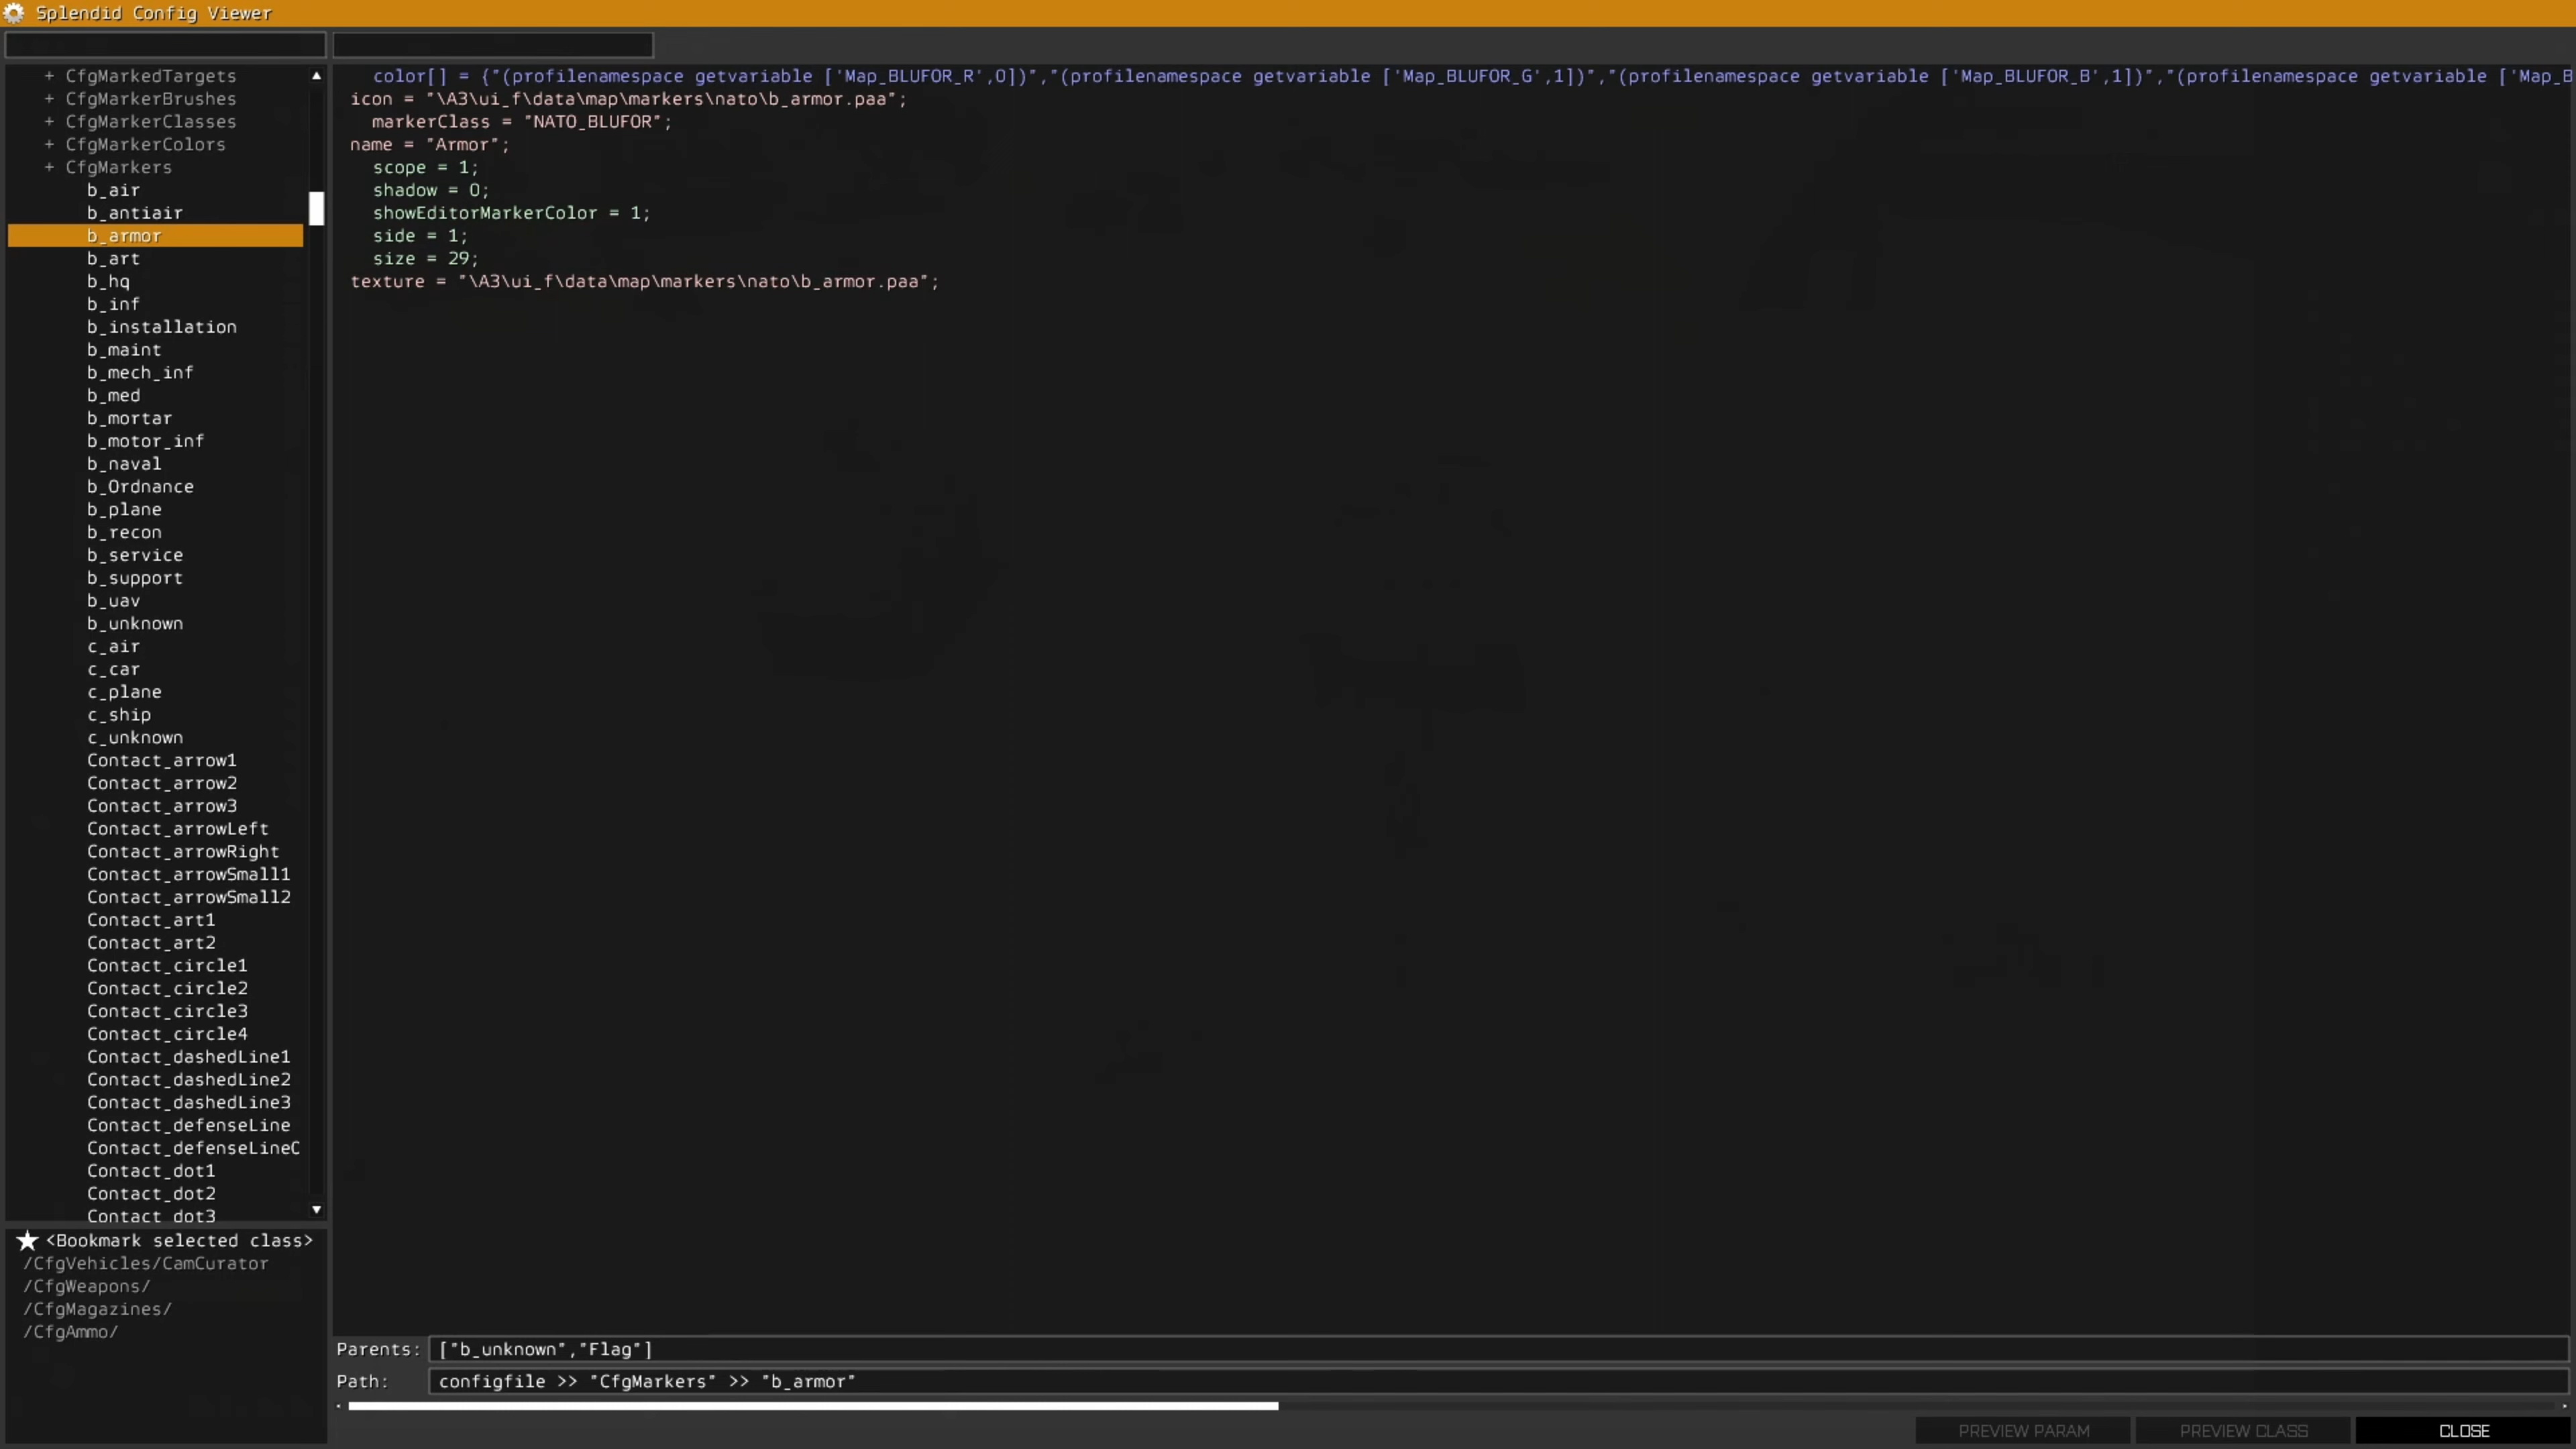 Splendid Config Viewer
+ CfgMarkedTargets
+ CfgMarkerBrushes
+ CfgMarkerClasses
+ CfgMarkerColors
+ CfgMarkers
b_air
b_antiair
b_armor
b_art
b_hq
b_inf
b_installation
b_maint
b_mech_inf
b_med
b_mortar
b_motor_inf
b_naval
b_Ordnance
b_plane
b_recon
b_service
b_support
b_uav
b_unknown
c_air
c_car
c_plane
c_ship
c_unknown
Contact_arrow1
Contact_arrow2
Contact_arrow3
Contact_arrowLeft
Contact_arrowRight
Contact_arrowSmall1
Contact_arrowSmall2
Contact_art1
Contact_art2
Contact_circle1
Contact_circle2
Contact_circle3
Contact_circle4
Contact_dashedLine1
Contact_dashedLine2
Contact_dashedLine3
Contact_defenseLine
Contact_defenseLineC
Contact_dot1
Contact_dot2
Contact_dot3
<Bookmark selected class>
/CfgVehicles/CamCurator
/CfgWeapons/
/CfgMagazines/
/CfgAmmo/
color[] = {"(profilenamespace getvariable ['Map_BLUFOR_R',0])","(profilenamespace getvariable ['Map_BLUFOR_G',1])","(profilenamespace getvariable ['Map_BLUFOR_B',1])","(profilenamespace getvariable ['Map_B
icon = "\A3\ui_f\data\map\markers\nato\b_armor.paa";
markerClass = "NATO_BLUFOR";
name = "Armor";
scope = 1;
shadow = 0;
showEditorMarkerColor = 1;
side = 1;
size = 29;
texture = "\A3\ui_f\data\map\markers\nato\b_armor.paa";
Parents: ["b_unknown","Flag"]
Path: configfile >> "CfgMarkers" >> "b_armor"
PREVIEW PARAM PREVIEW CLASS CLOSE